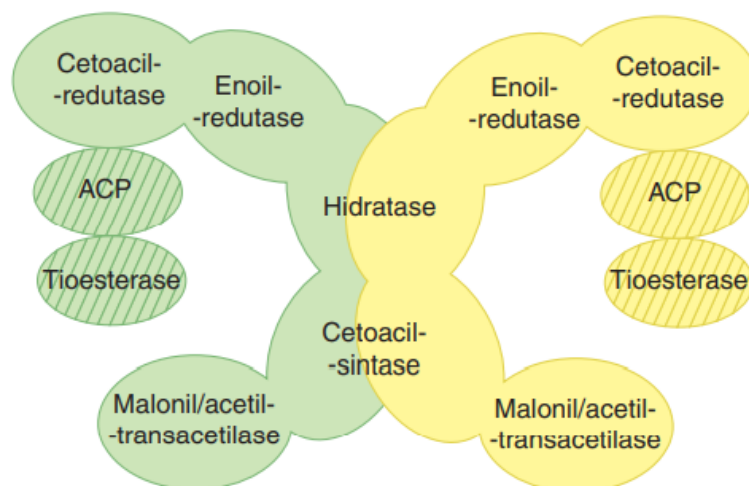 Cetoacil-
-redutase
Enoil-
-redutase
Enoil-
-redutase
Cetoacil-
-redutase
ACP
ACP
Hidratase
Tioesterase
Tioesterase
Cetoacil-
-sintase
Malonil/acetil-
-transacetilase
Malonil/acetil-
-transacetilase